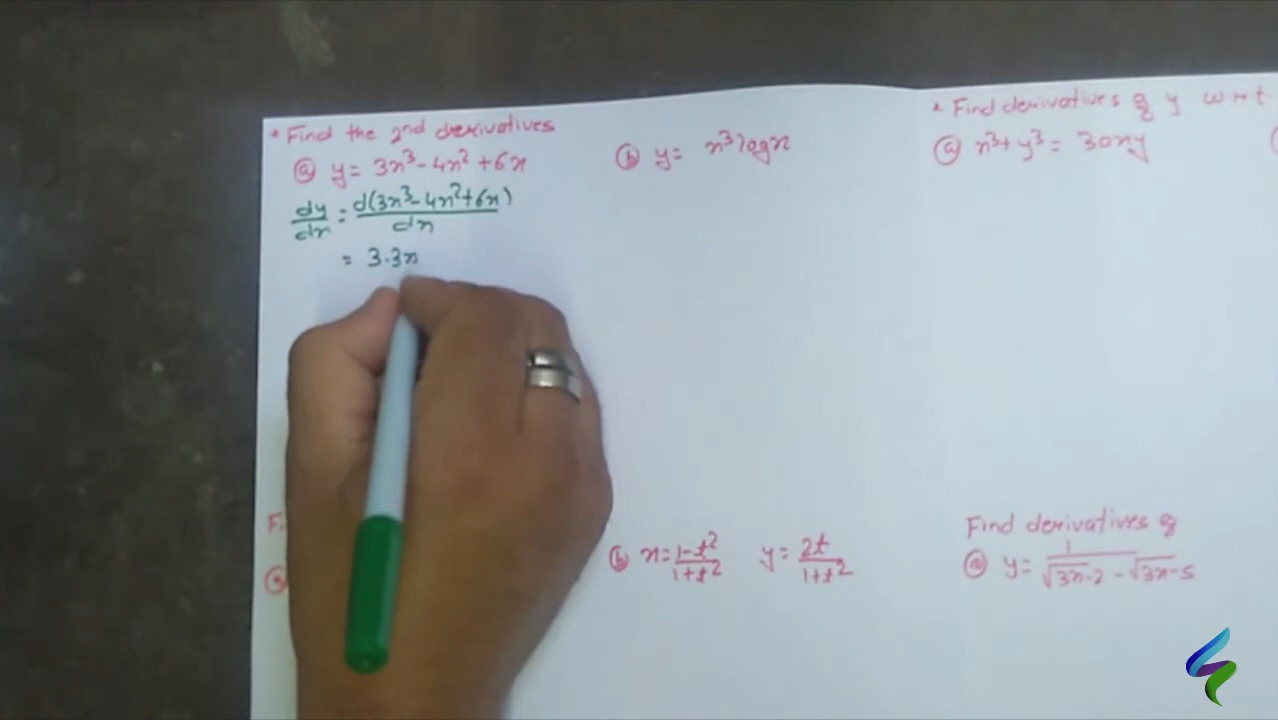 * Find the 2nd derivatives
ⓐ y = 3x³ - 4x² + 6x
dy/dx = d(3x³ - 4x² + 6x)/dx
= 3·3x
ⓑ y = x³ logx
* Find derivatives of y w.r.t.
ⓐ x³ + y³ = 30xy
ⓐ
ⓑ x = 1-t²/1+t² y = 2t/1+t²
Find derivatives of
ⓐ y = 1/√3x-2 - √3x-5